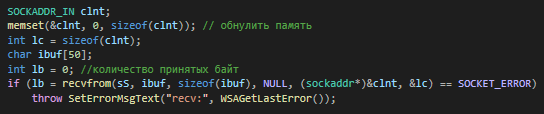 SOCKADDR_IN clnt;
memset(&clnt, 0, sizeof(clnt)); // обнулить память
int lc = sizeof(clnt);
char ibuf[50];
int lb = 0; //количество принятых байт
if (lb = recvfrom(sS, ibuf, sizeof(ibuf), NULL, (sockaddr*)&clnt, &lc) == SOCKET_ERROR)
    throw SetErrorMsgText("recv:", WSAGetLastError());